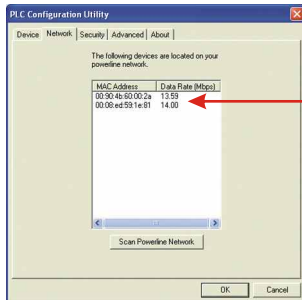 PLC Configuration Utility
Device Network Security Advanced About
The following devices are located on your
powerline network.
MAC Address Data Rate (Mbps)
00:90:4b:60:00:2a 13.59
00:08:ed:59:1e:81 14.00
Scan Powerline Network
OK Cancel